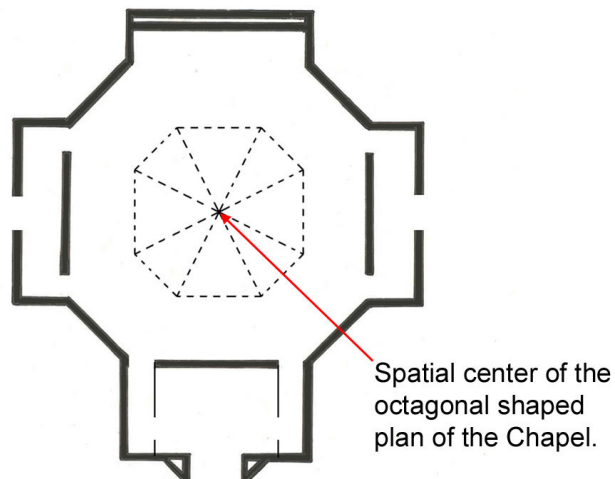 Spatial center of the
octagonal shaped
plan of the Chapel.